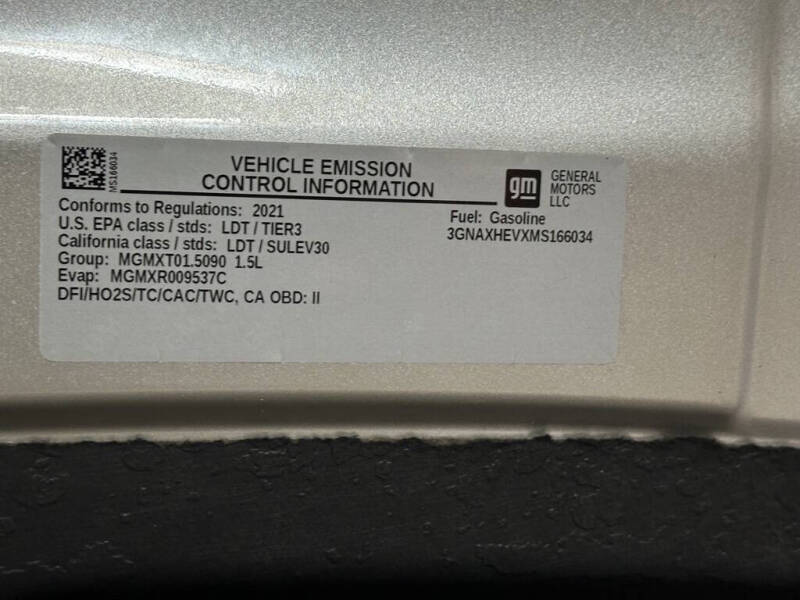 MS166034
VEHICLE EMISSION
CONTROL INFORMATION
gm
GENERAL
MOTORS
LLC
Conforms to Regulations: 2021
U.S. EPA class / stds: LDT / TIER3
California class / stds: LDT / SULEV30
Group: MGMXT01.5090 1.5L
Evap: MGMXR009537C
DFI/HO2S/TC/CAC/TWC, CA OBD: II
Fuel: Gasoline
3GNAXHEVXMS166034